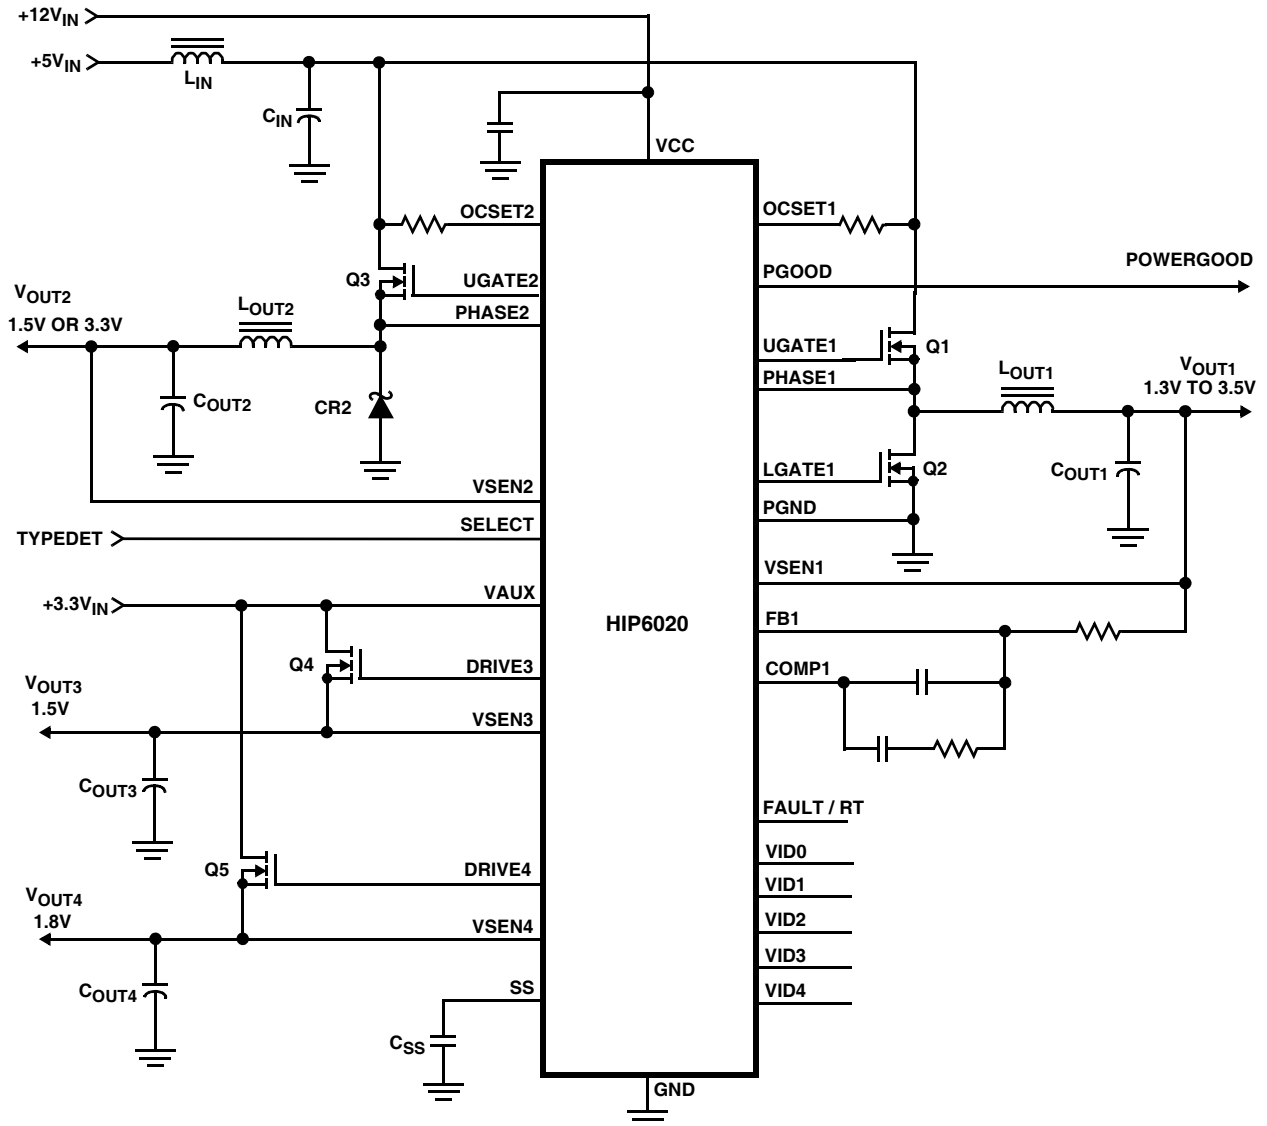 +12VIN
+5VIN
LIN
CIN
VCC
OCSET2
OCSET1
Q3
UGATE2
PGOOD
POWERGOOD
VOUT2
1.5V OR 3.3V
LOUT2
PHASE2
UGATE1
Q1
PHASE1
LOUT1
VOUT1
1.3V TO 3.5V
COUT2
CR2
LGATE1
Q2
COUT1
VSEN2
PGND
SELECT
TYPEDET
VSEN1
+3.3VIN
VAUX
HIP6020
FB1
Q4
DRIVE3
COMP1
VOUT3
1.5V
VSEN3
COUT3
FAULT / RT
Q5
DRIVE4
VID0
VID1
VOUT4
1.8V
VSEN4
VID2
VID3
COUT4
SS
VID4
CSS
GND